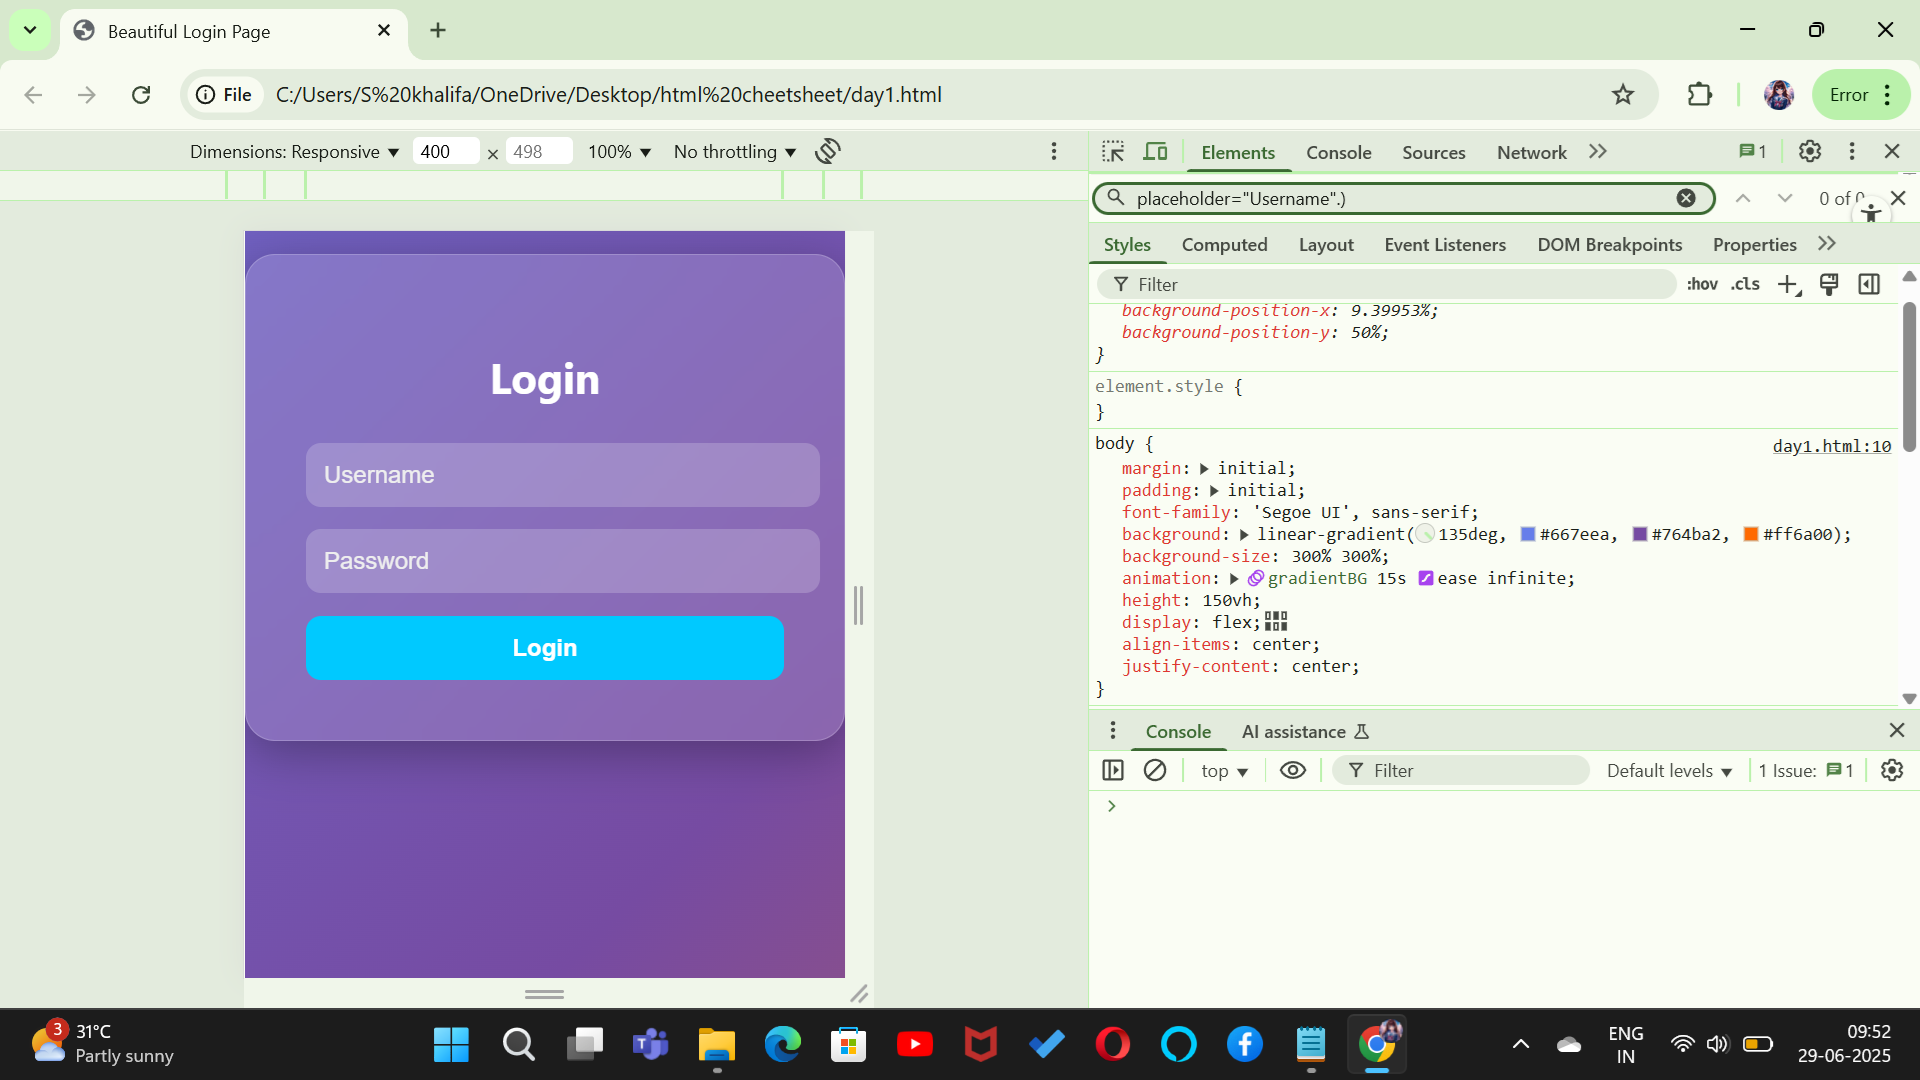 Beautiful Login Page
File C:/Users/S%20khalifa/OneDrive/Desktop/html%20cheetsheet/day1.html Error
Dimensions: Responsive 400 × 498 100% No throttling
Elements Console Sources Network 1
placeholder="Username".) 0 of 0
Styles Computed Layout Event Listeners DOM Breakpoints Properties
Filter :hov .cls
background-position-x: 9.39953%;
background-position-y: 50%;
}
element.style {
}
body { day1.html:10
margin: initial;
padding: initial;
font-family: 'Segoe UI', sans-serif;
background: linear-gradient( 135deg, #667eea, #764ba2, #ff6a00);
background-size: 300% 300%;
animation: gradientBG 15s ease infinite;
height: 150vh;
display: flex;
align-items: center;
justify-content: center;
}
Console AI assistance
top Filter Default levels 1 Issue: 1
Login
Username
Password
Login
3 31°C
Partly sunny
ENG
IN
09:52
29-06-2025